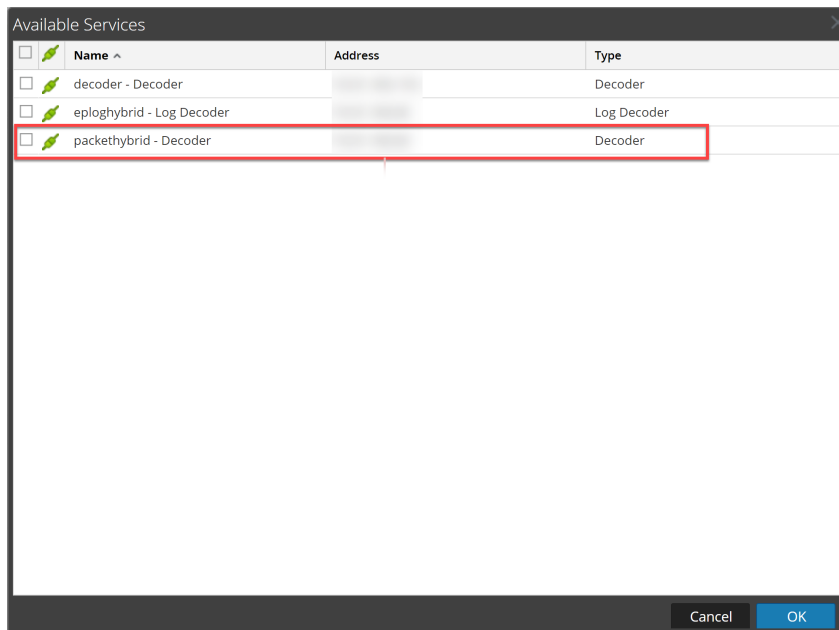 Available Services
Name Address Type
decoder - Decoder Decoder
eploghybrid - Log Decoder Log Decoder
packethybrid - Decoder Decoder
Cancel OK